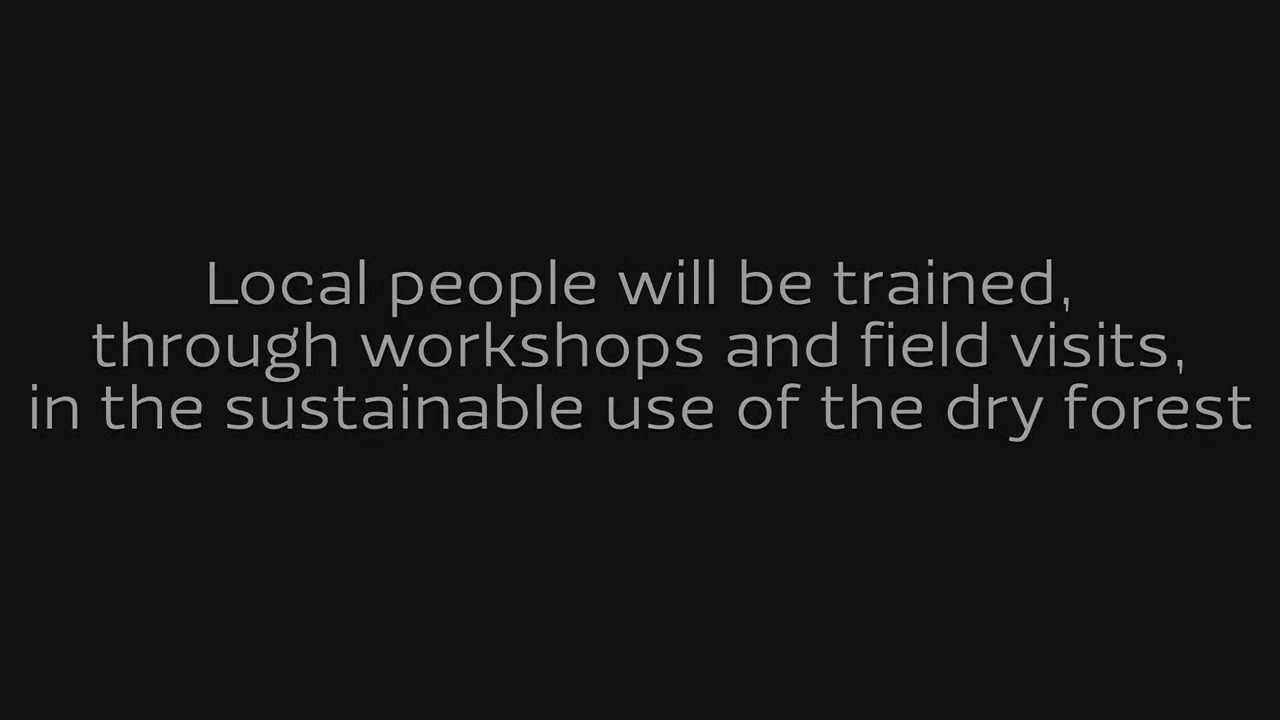 Local people will be trained,
through workshops and field visits,
in the sustainable use of the dry forest